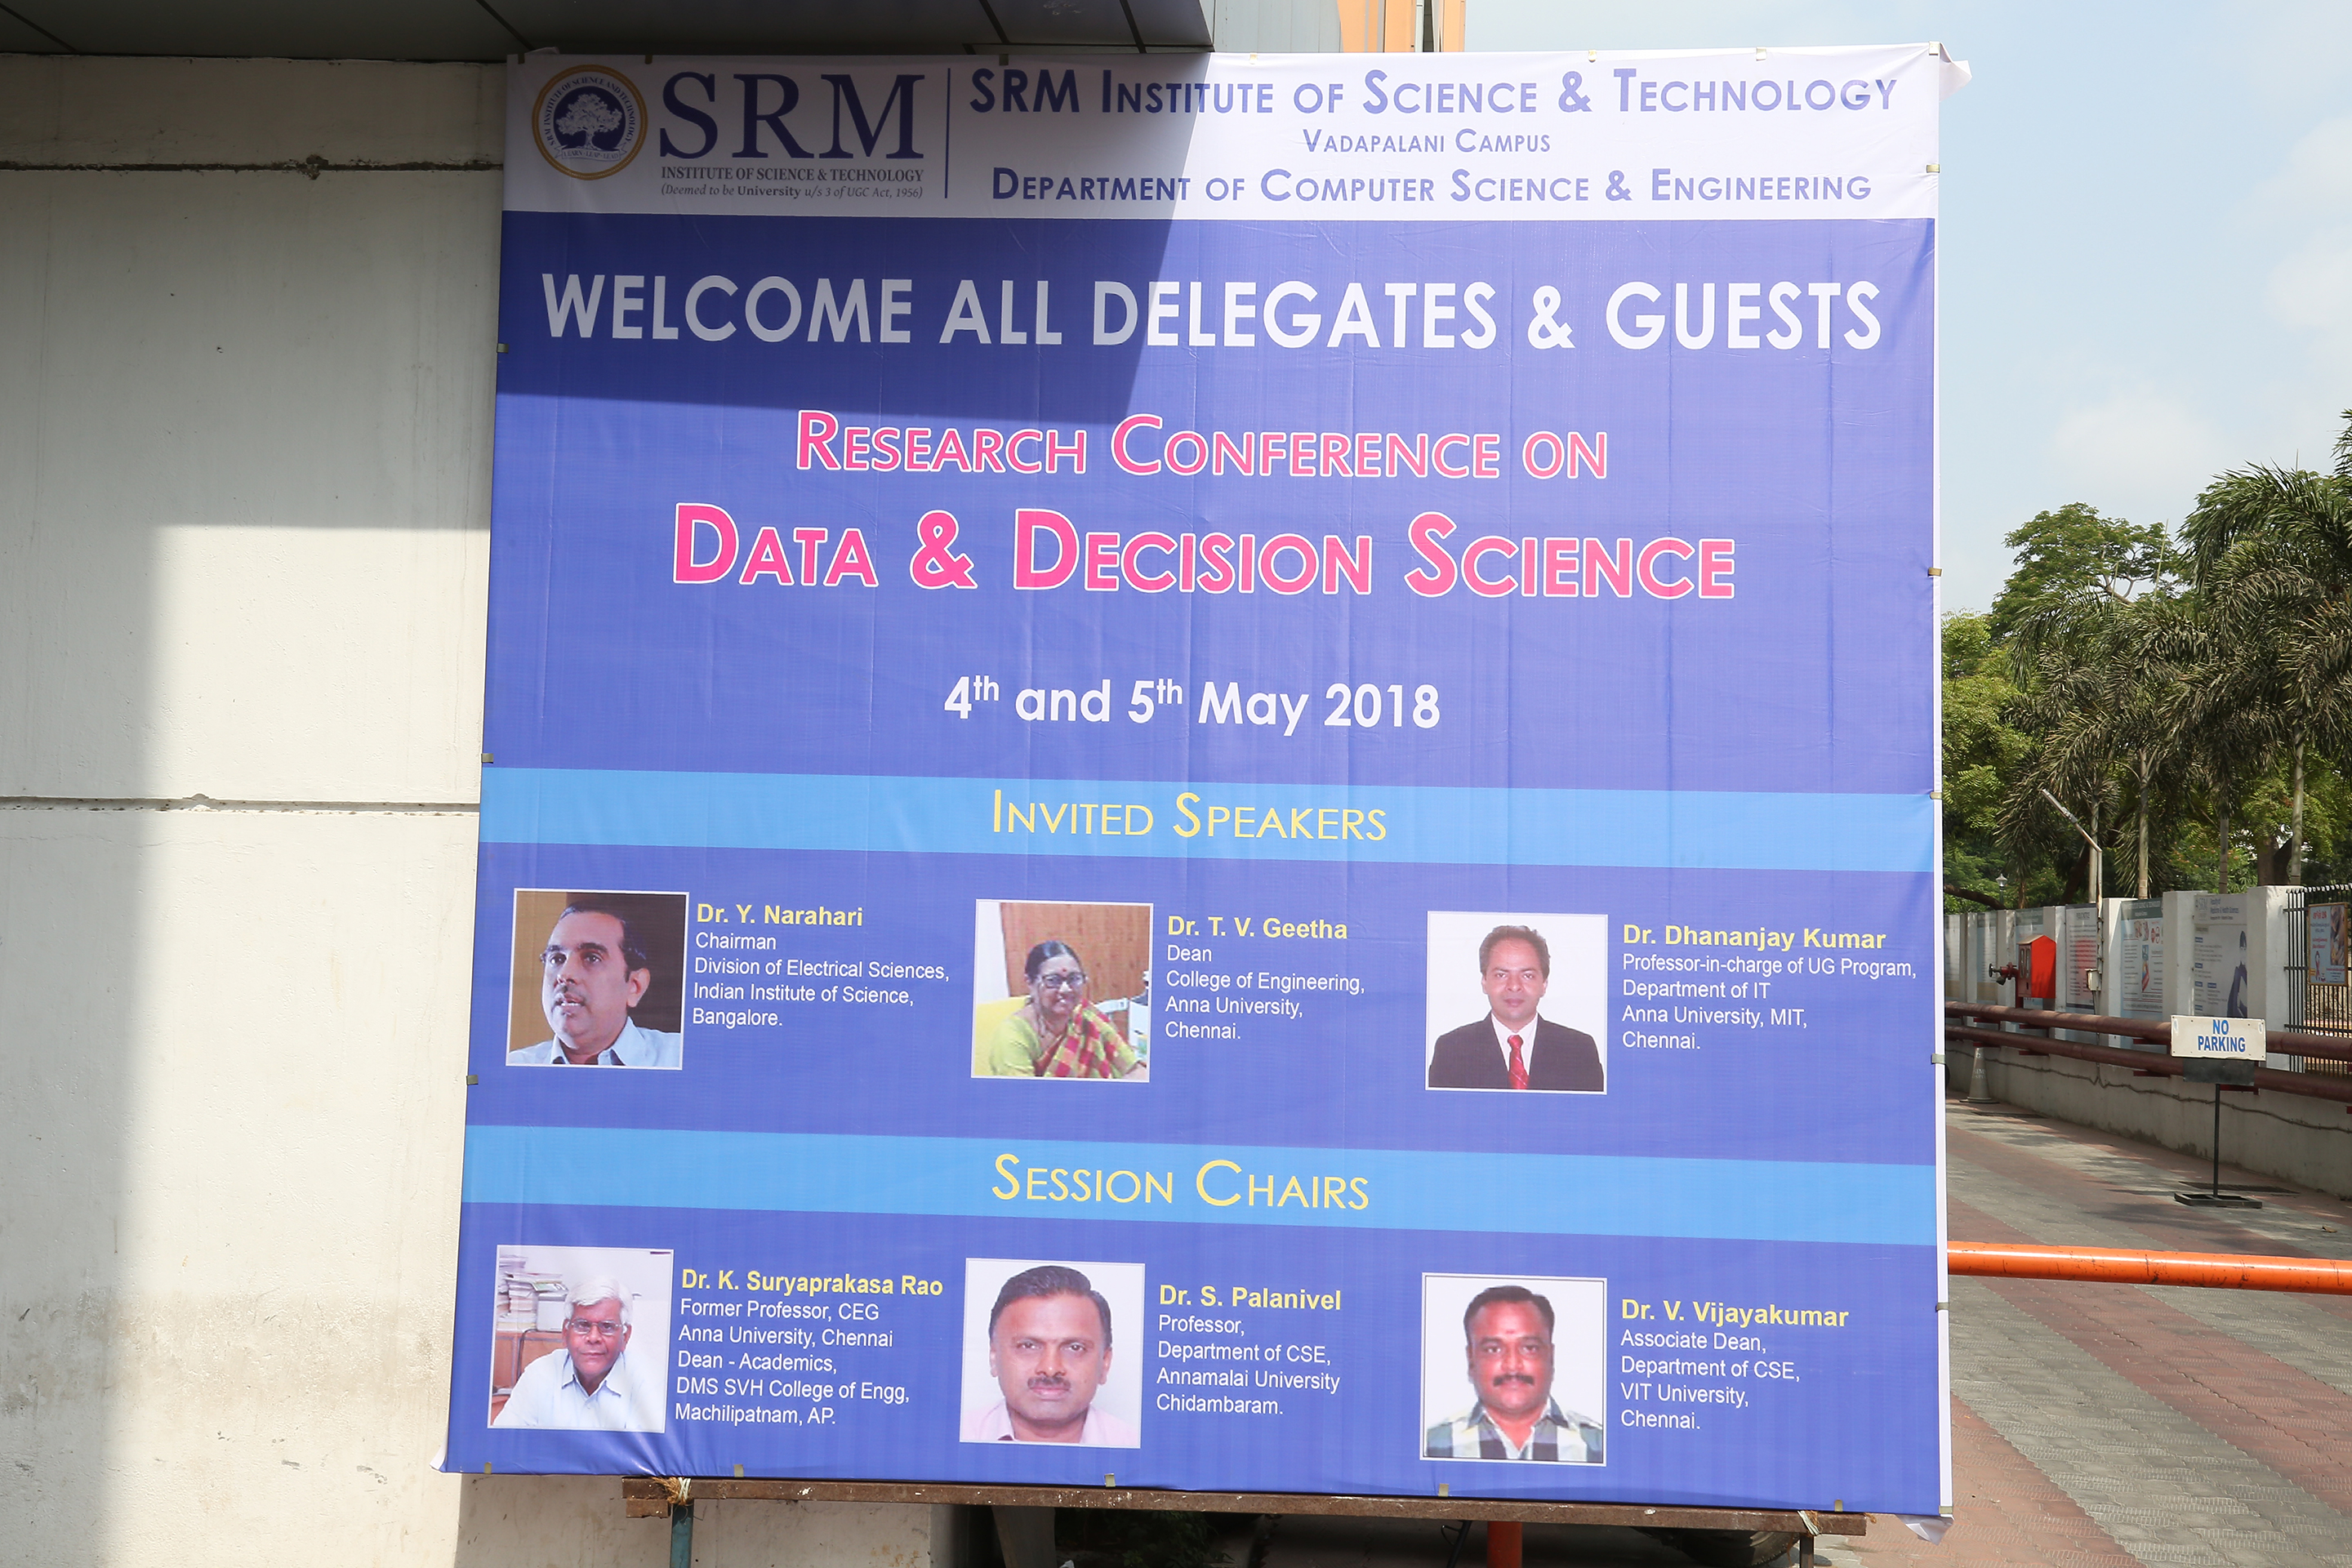 SRM
INSTITUTE OF SCIENCE & TECHNOLOGY
(Deemed to be University u/s 3 of UGC Act, 1956)
SRM INSTITUTE OF SCIENCE & TECHNOLOGY
VADAPALANI CAMPUS
DEPARTMENT OF COMPUTER SCIENCE & ENGINEERING
WELCOME ALL DELEGATES & GUESTS
RESEARCH CONFERENCE ON
DATA & DECISION SCIENCE
4th and 5th May 2018
INVITED SPEAKERS
Dr. Y. Narahari
Chairman
Division of Electrical Sciences,
Indian Institute of Science,
Bangalore.
Dr. T. V. Geetha
Dean
College of Engineering,
Anna University,
Chennai.
Dr. Dhananjay Kumar
Professor-in-charge of UG Program,
Department of IT
Anna University, MIT,
Chennai.
SESSION CHAIRS
Dr. K. Suryaprakasa Rao
Former Professor, CEG
Anna University, Chennai
Dean - Academics,
DMS SVH College of Engg,
Machilipatnam, AP.
Dr. S. Palanivel
Professor,
Department of CSE,
Annamalai University
Chidambaram.
Dr. V. Vijayakumar
Associate Dean,
Department of CSE,
VIT University,
Chennai.
NO
PARKING